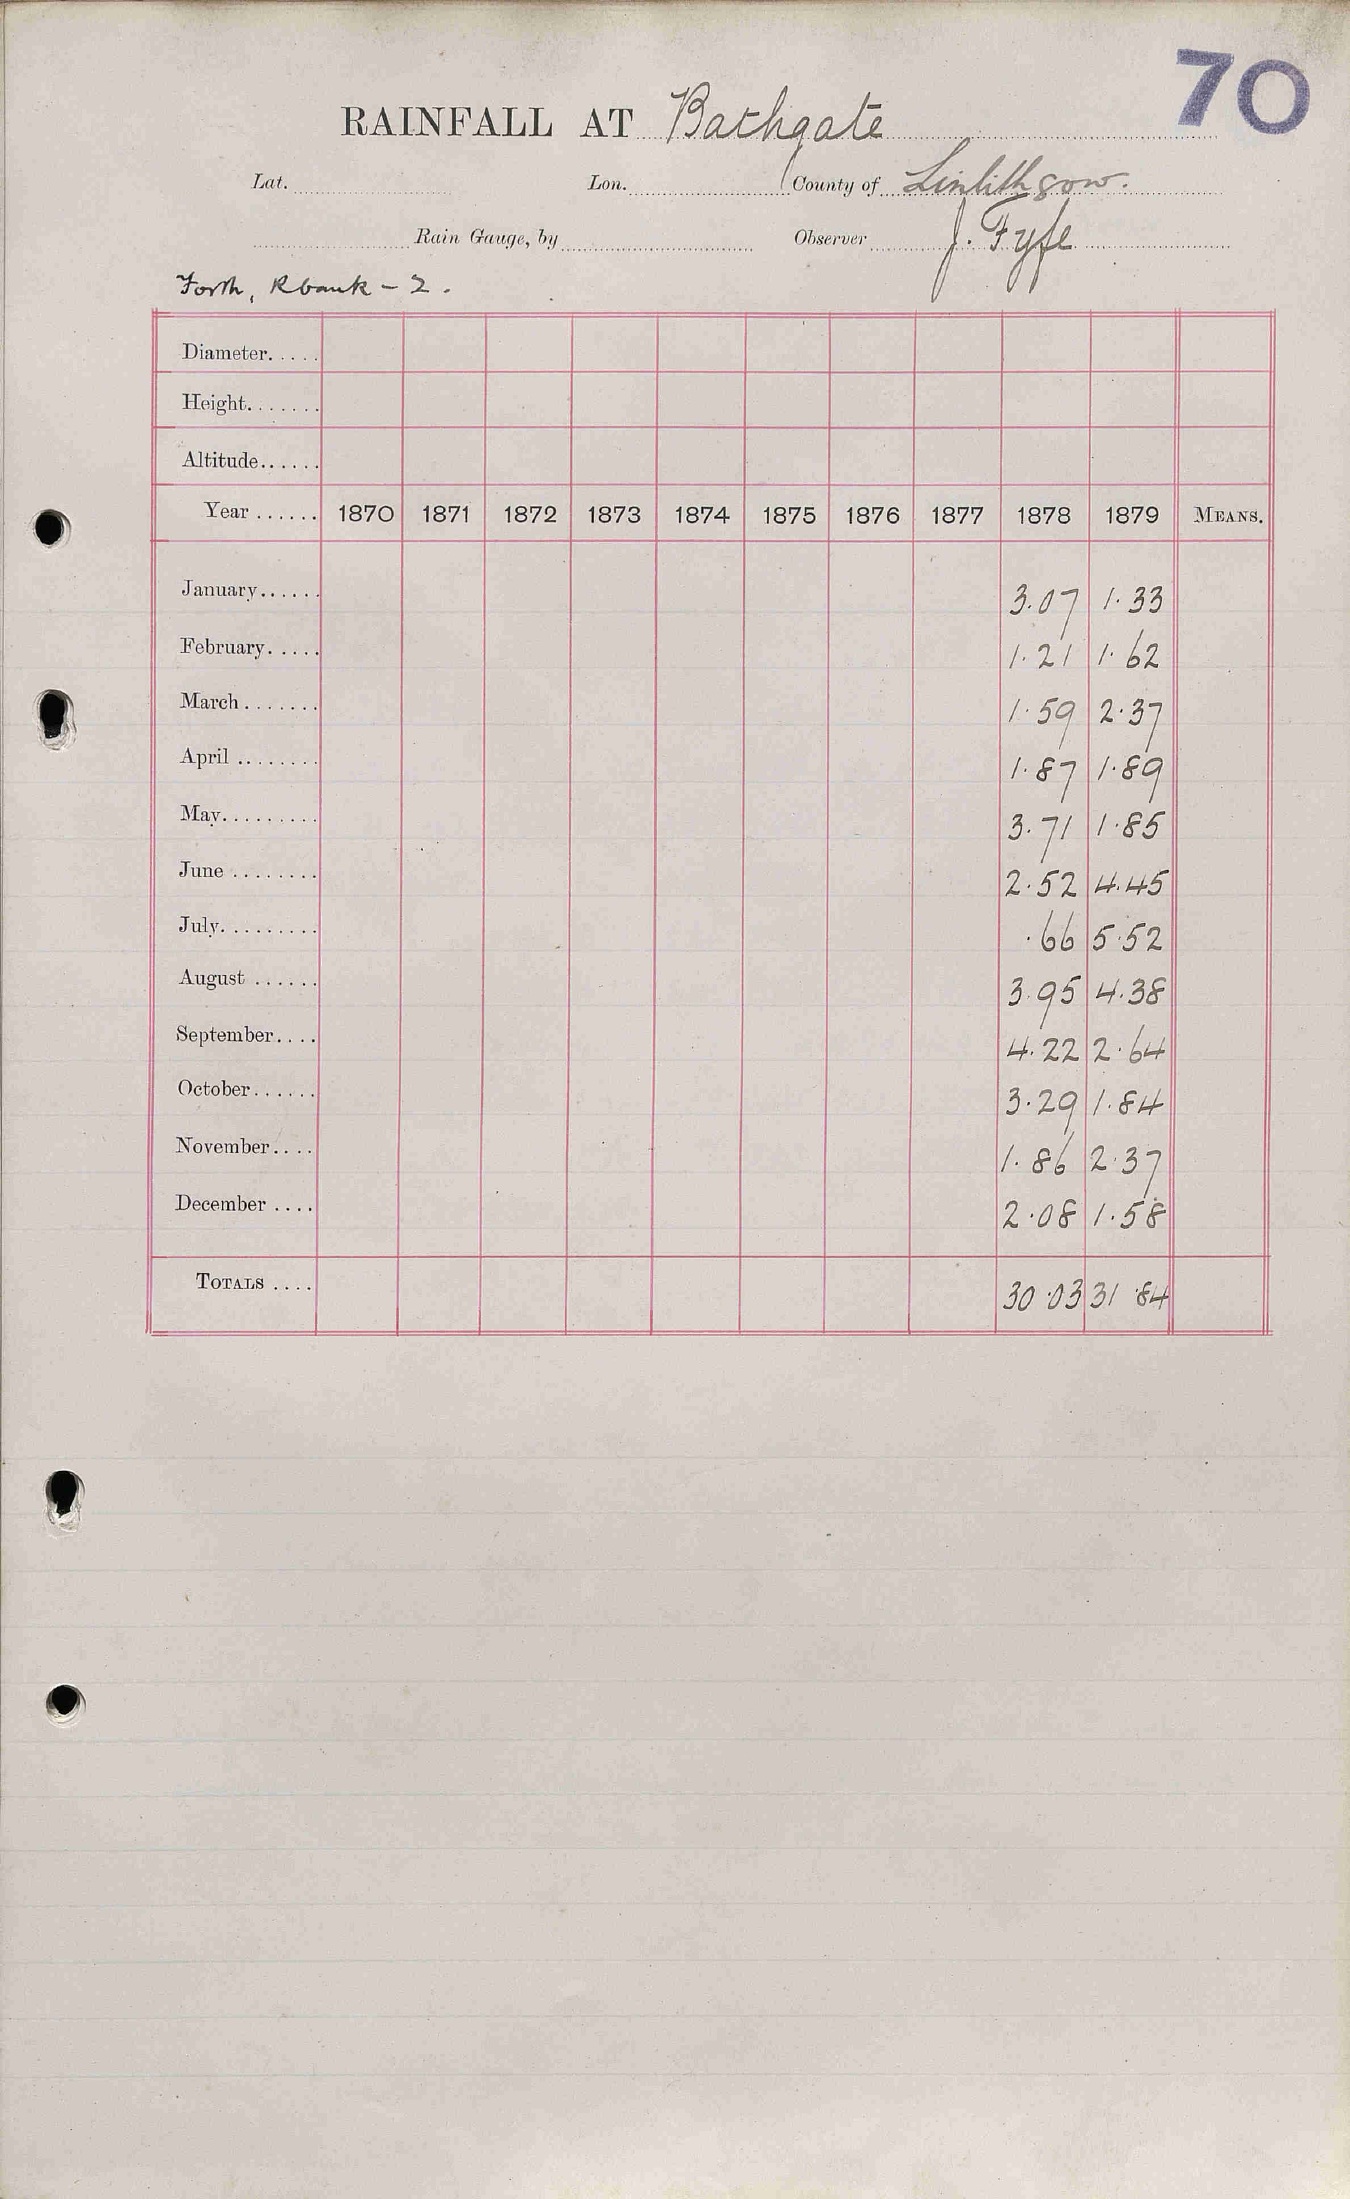 70
RAINFALL AT Bathgate
Lat. Lon. County of Linlithgow.
Rain Gauge, by Observer J. Fyfe
Forth, Rbank - 2.
Diameter.....
Height.......
Altitude......
Year ...... 1870 1871 1872 1873 1874 1875 1876 1877 1878 1879 MEANS.
January...... 3.07 1.33
February..... 1.21 1.62
March....... 1.59 2.37
April ........ 1.87 1.89
May......... 3.71 1.85
June ........ 2.52 4.45
July......... .66 5.52
August ...... 3.95 4.38
September.... 4.22 2.64
October...... 3.29 1.84
November.... 1.86 2.37
December .... 2.08 1.58
TOTALS .... 30.03 31.84